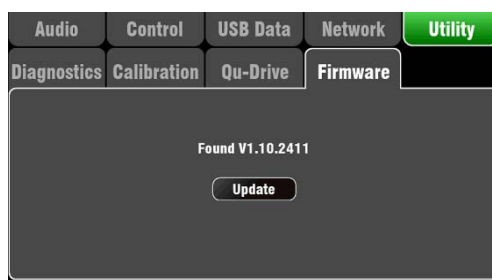 Audio Control USB Data Network Utility
Diagnostics Calibration Qu-Drive Firmware
Found V1.10.2411
Update